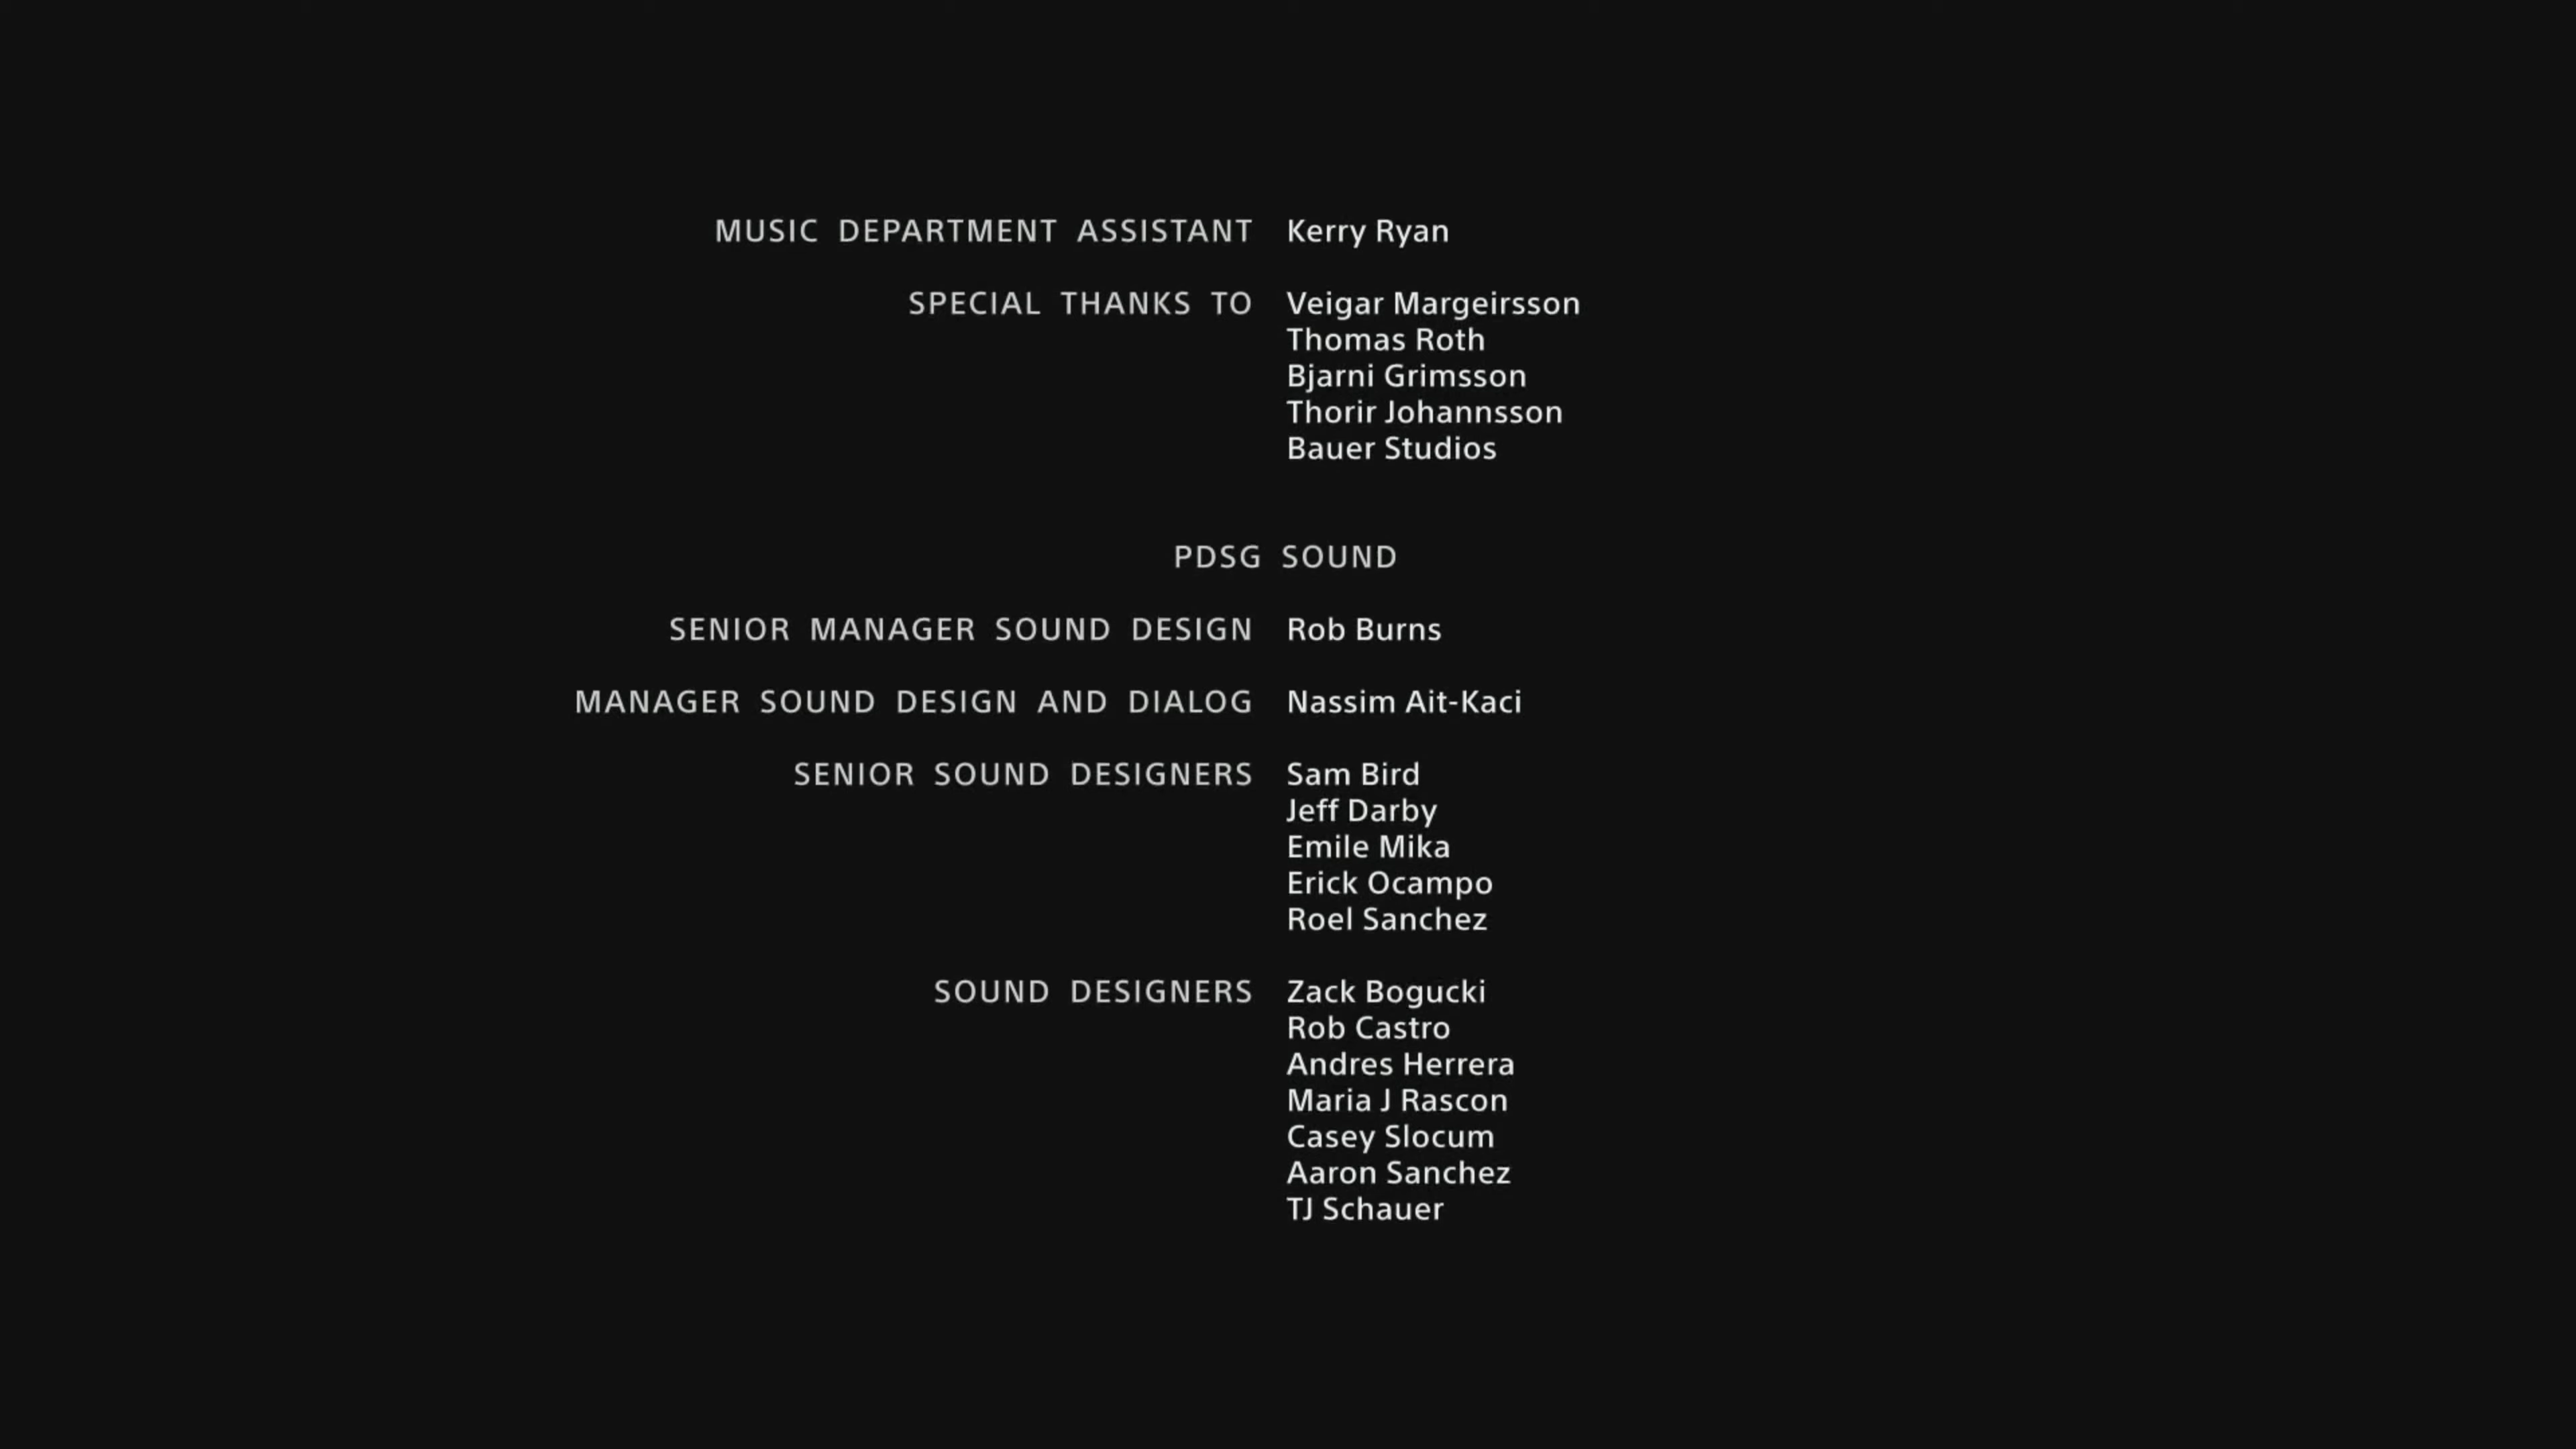 MUSIC DEPARTMENT ASSISTANT Kerry Ryan
SPECIAL THANKS TO Veigar Margeirsson
Thomas Roth
Bjarni Grimsson
Thorir Johannsson
Bauer Studios
PDSG SOUND
SENIOR MANAGER SOUND DESIGN Rob Burns
MANAGER SOUND DESIGN AND DIALOG Nassim Ait-Kaci
SENIOR SOUND DESIGNERS Sam Bird
Jeff Darby
Emile Mika
Erick Ocampo
Roel Sanchez
SOUND DESIGNERS Zack Bogucki
Rob Castro
Andres Herrera
Maria J Rascon
Casey Slocum
Aaron Sanchez
TJ Schauer